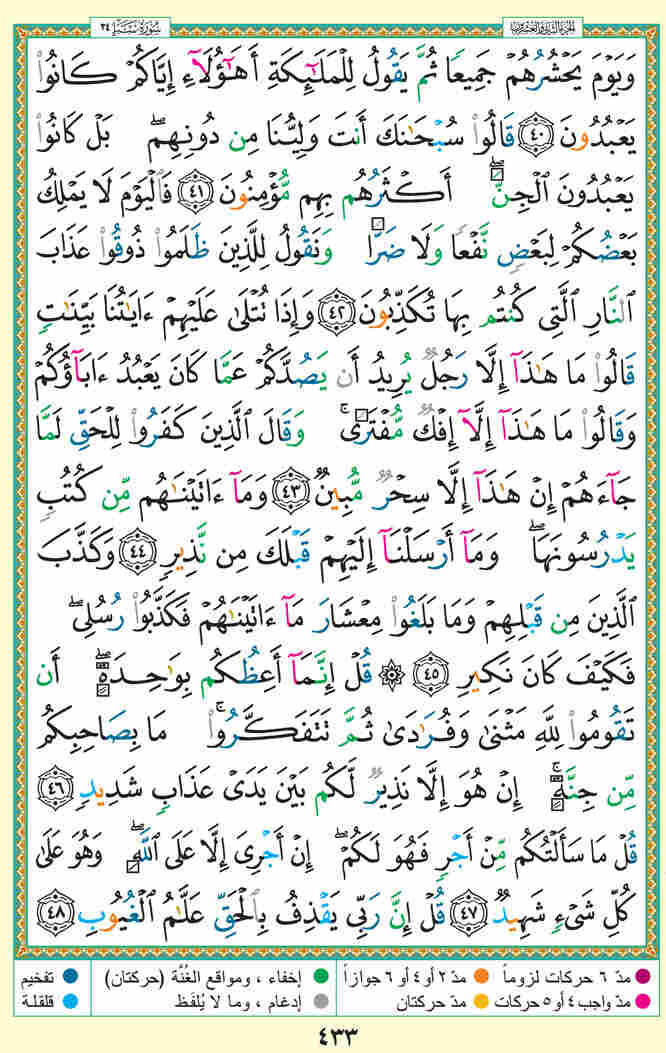 سُورَةُ سَبَإ ٣٤ الجزء الثاني والعشرون
وَيَوْمَ يَحْشُرُهُمْ جَمِيعًا ثُمَّ يَقُولُ لِلْمَلَٰٓئِكَةِ أَهَٰٓؤُلَآءِ إِيَّاكُمْ كَانُوا۟
يَعْبُدُونَ ﴿٤٠﴾ قَالُوا۟ سُبْحَٰنَكَ أَنتَ وَلِيُّنَا مِن دُونِهِم ۖ بَلْ كَانُوا۟
يَعْبُدُونَ ٱلْجِنَّ ۖ أَكْثَرُهُم بِهِم مُّؤْمِنُونَ ﴿٤١﴾ فَٱلْيَوْمَ لَا يَمْلِكُ
بَعْضُكُمْ لِبَعْضٍ نَّفْعًا وَلَا ضَرًّا وَنَقُولُ لِلَّذِينَ ظَلَمُوا۟ ذُوقُوا۟ عَذَابَ
ٱلنَّارِ ٱلَّتِى كُنتُم بِهَا تُكَذِّبُونَ ﴿٤٢﴾ وَإِذَا تُتْلَىٰ عَلَيْهِمْ ءَايَٰتُنَا بَيِّنَٰتٍ
قَالُوا۟ مَا هَٰذَآ إِلَّا رَجُلٌ يُرِيدُ أَن يَصُدَّكُمْ عَمَّا كَانَ يَعْبُدُ ءَابَآؤُكُمْ
وَقَالُوا۟ مَا هَٰذَآ إِلَّآ إِفْكٌ مُّفْتَرًى ۚ وَقَالَ ٱلَّذِينَ كَفَرُوا۟ لِلْحَقِّ لَمَّا
جَآءَهُمْ إِنْ هَٰذَآ إِلَّا سِحْرٌ مُّبِينٌ ﴿٤٣﴾ وَمَآ ءَاتَيْنَٰهُم مِّن كُتُبٍ
يَدْرُسُونَهَا ۖ وَمَآ أَرْسَلْنَآ إِلَيْهِمْ قَبْلَكَ مِن نَّذِيرٍ ﴿٤٤﴾ وَكَذَّبَ
ٱلَّذِينَ مِن قَبْلِهِمْ وَمَا بَلَغُوا۟ مِعْشَارَ مَآ ءَاتَيْنَٰهُمْ فَكَذَّبُوا۟ رُسُلِى ۖ
فَكَيْفَ كَانَ نَكِيرِ ﴿٤٥﴾ ۞ قُلْ إِنَّمَآ أَعِظُكُم بِوَٰحِدَةٍ ۖ أَن
تَقُومُوا۟ لِلَّهِ مَثْنَىٰ وَفُرَٰدَىٰ ثُمَّ تَتَفَكَّرُوا۟ ۚ مَا بِصَاحِبِكُم
مِّن جِنَّةٍ ۚ إِنْ هُوَ إِلَّا نَذِيرٌ لَّكُم بَيْنَ يَدَىْ عَذَابٍ شَدِيدٍ ﴿٤٦﴾
قُلْ مَا سَأَلْتُكُم مِّنْ أَجْرٍ فَهُوَ لَكُمْ ۖ إِنْ أَجْرِىَ إِلَّا عَلَى ٱللَّهِ ۖ وَهُوَ عَلَىٰ
كُلِّ شَىْءٍ شَهِيدٌ ﴿٤٧﴾ قُلْ إِنَّ رَبِّى يَقْذِفُ بِٱلْحَقِّ عَلَّٰمُ ٱلْغُيُوبِ ﴿٤٨﴾
مدّ ٦ حركات لزوماً مدّ ٢ أو ٤ أو ٦ جوازاً إخفاء ، ومواقع الغُنَّة (حركتان) تفخيم
مدّ واجب ٤ أو ٥ حركات مدّ حركتان إدغام ، وما لا يُلفَظ قلقلة
٤٣٣